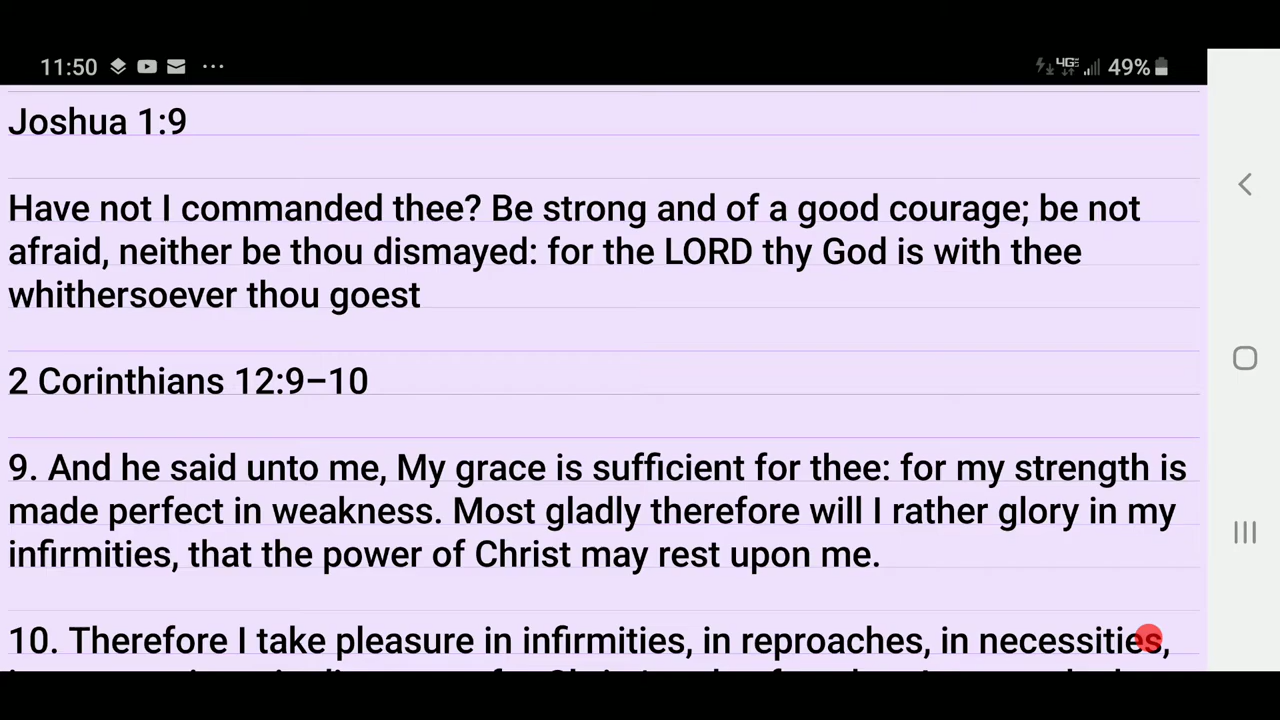 11:50
4GE 49%
Joshua 1:9
Have not I commanded thee? Be strong and of a good courage; be not
afraid, neither be thou dismayed: for the LORD thy God is with thee
whithersoever thou goest
2 Corinthians 12:9–10
9. And he said unto me, My grace is sufficient for thee: for my strength is
made perfect in weakness. Most gladly therefore will I rather glory in my
infirmities, that the power of Christ may rest upon me.
10. Therefore I take pleasure in infirmities, in reproaches, in necessities,